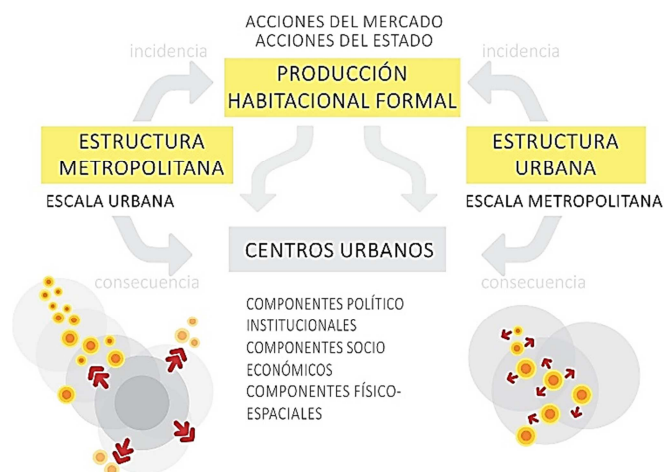 ACCIONES DEL MERCADO
ACCIONES DEL ESTADO
incidencia
incidencia
PRODUCCIÓN
HABITACIONAL FORMAL
ESTRUCTURA
METROPOLITANA
ESCALA URBANA
ESTRUCTURA
URBANA
ESCALA METROPOLITANA
CENTROS URBANOS
consecuencia
consecuencia
COMPONENTES POLÍTICO
INSTITUCIONALES
COMPONENTES SOCIO
ECONÓMICOS
COMPONENTES FÍSICO-
ESPACIALES